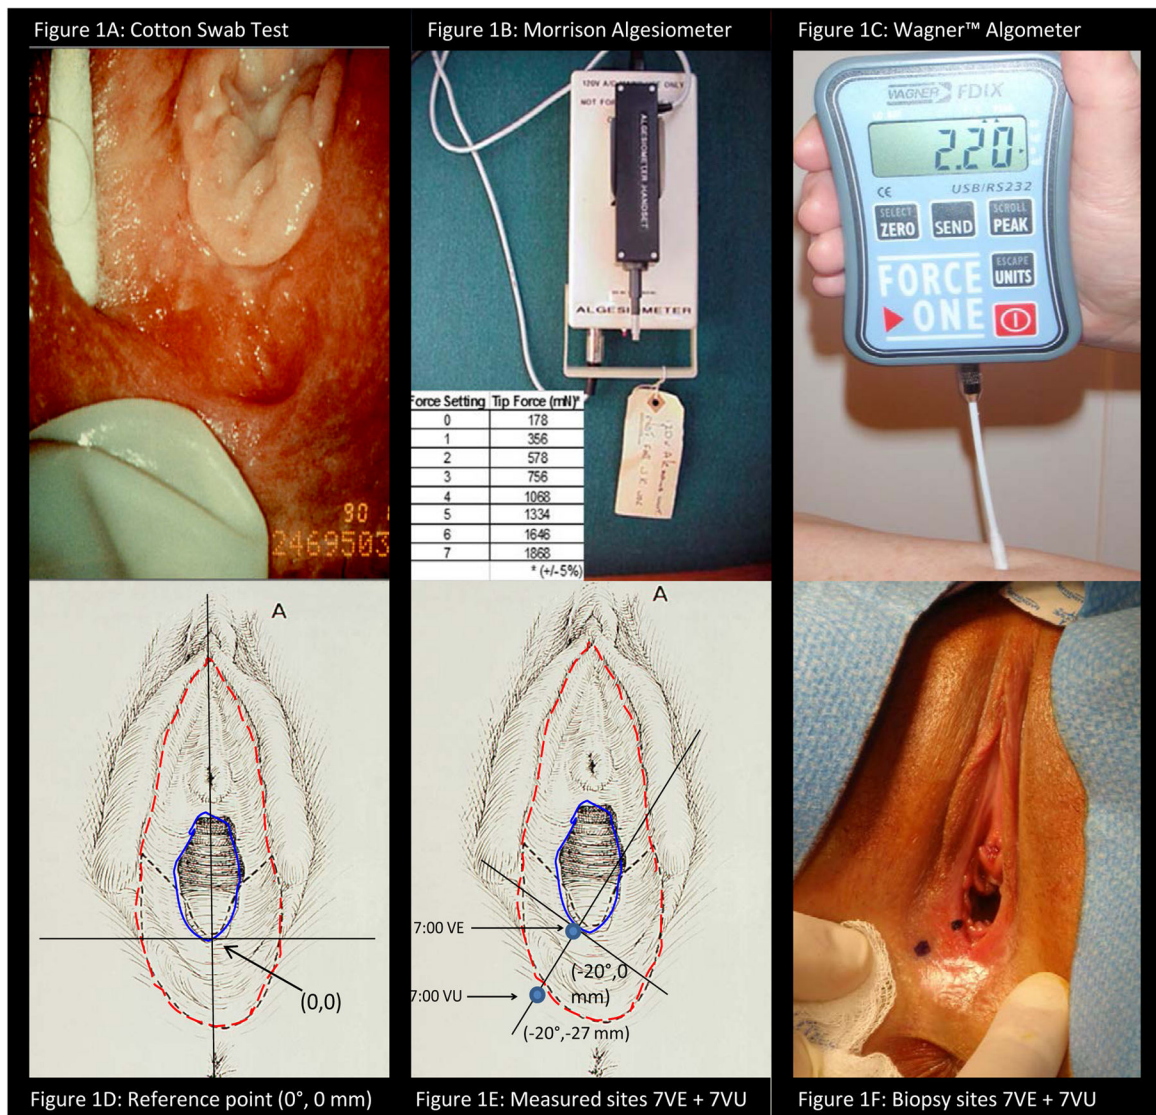 Figure 1A: Cotton Swab Test
90
2469503
Figure 1B: Morrison Algesiometer
120V A/C
ONLY
NOT FOR
ALGESIOMETER HANDSET
ALGESIOMETER
Force Setting Tip Force (mN)*
0 178
1 356
2 578
3 756
4 1068
5 1334
6 1646
7 1868
* (+/-5%)
Figure 1C: Wagner™ Algometer
WAGNER FDIX
2.20
CE USB/RS232
SELECT
ZERO
SEND
SCROLL
PEAK
ESCAPE
UNITS
FORCE
ONE
A
(0,0)
Figure 1D: Reference point (0°, 0 mm)
A
7:00 VE
(-20°,0
mm)
7:00 VU
(-20°,-27 mm)
Figure 1E: Measured sites 7VE + 7VU
Figure 1F: Biopsy sites 7VE + 7VU